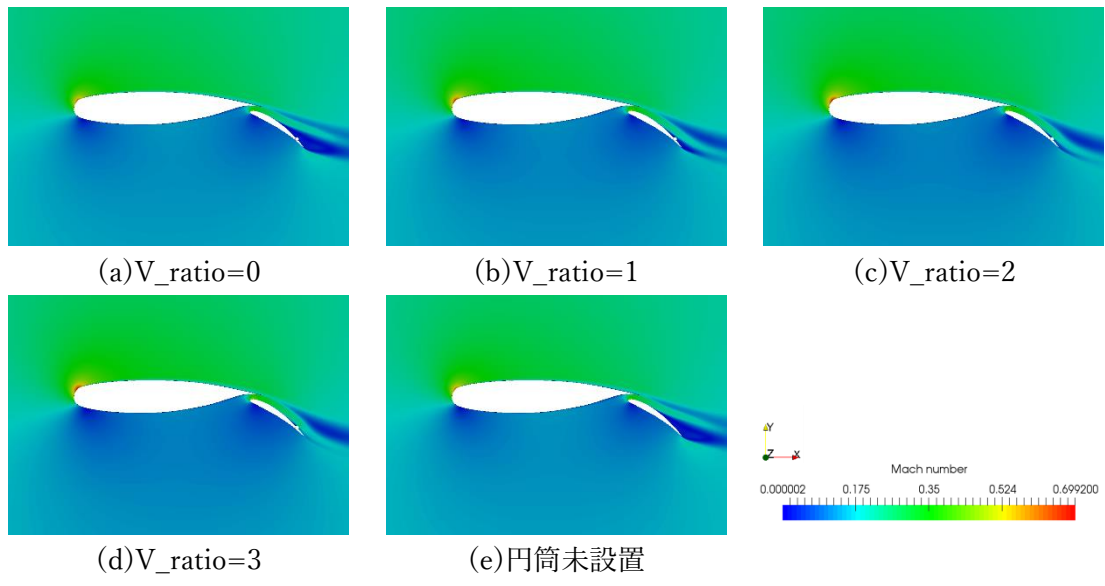 (a)V_ratio=0
(b)V_ratio=1
(c)V_ratio=2
(d)V_ratio=3
(e)円筒未設置
Y
Z X
Mach number
0.000002 0.175 0.35 0.524 0.699200